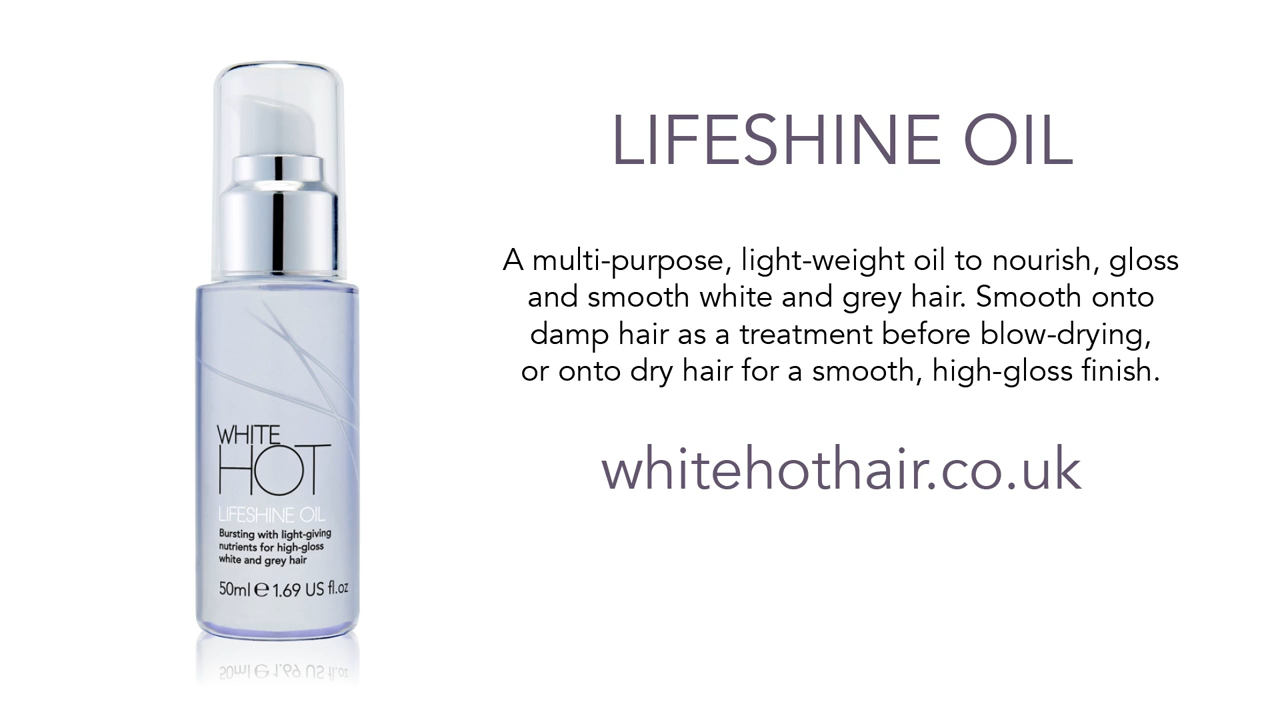 LIFESHINE OIL
A multi-purpose, light-weight oil to nourish, gloss
and smooth white and grey hair. Smooth onto
damp hair as a treatment before blow-drying,
or onto dry hair for a smooth, high-gloss finish.
whitehothair.co.uk
WHITE
HOT
LIFESHINE OIL
Bursting with light-giving
nutrients for high-gloss
white and grey hair
50ml ℮ 1.69 US fl.oz